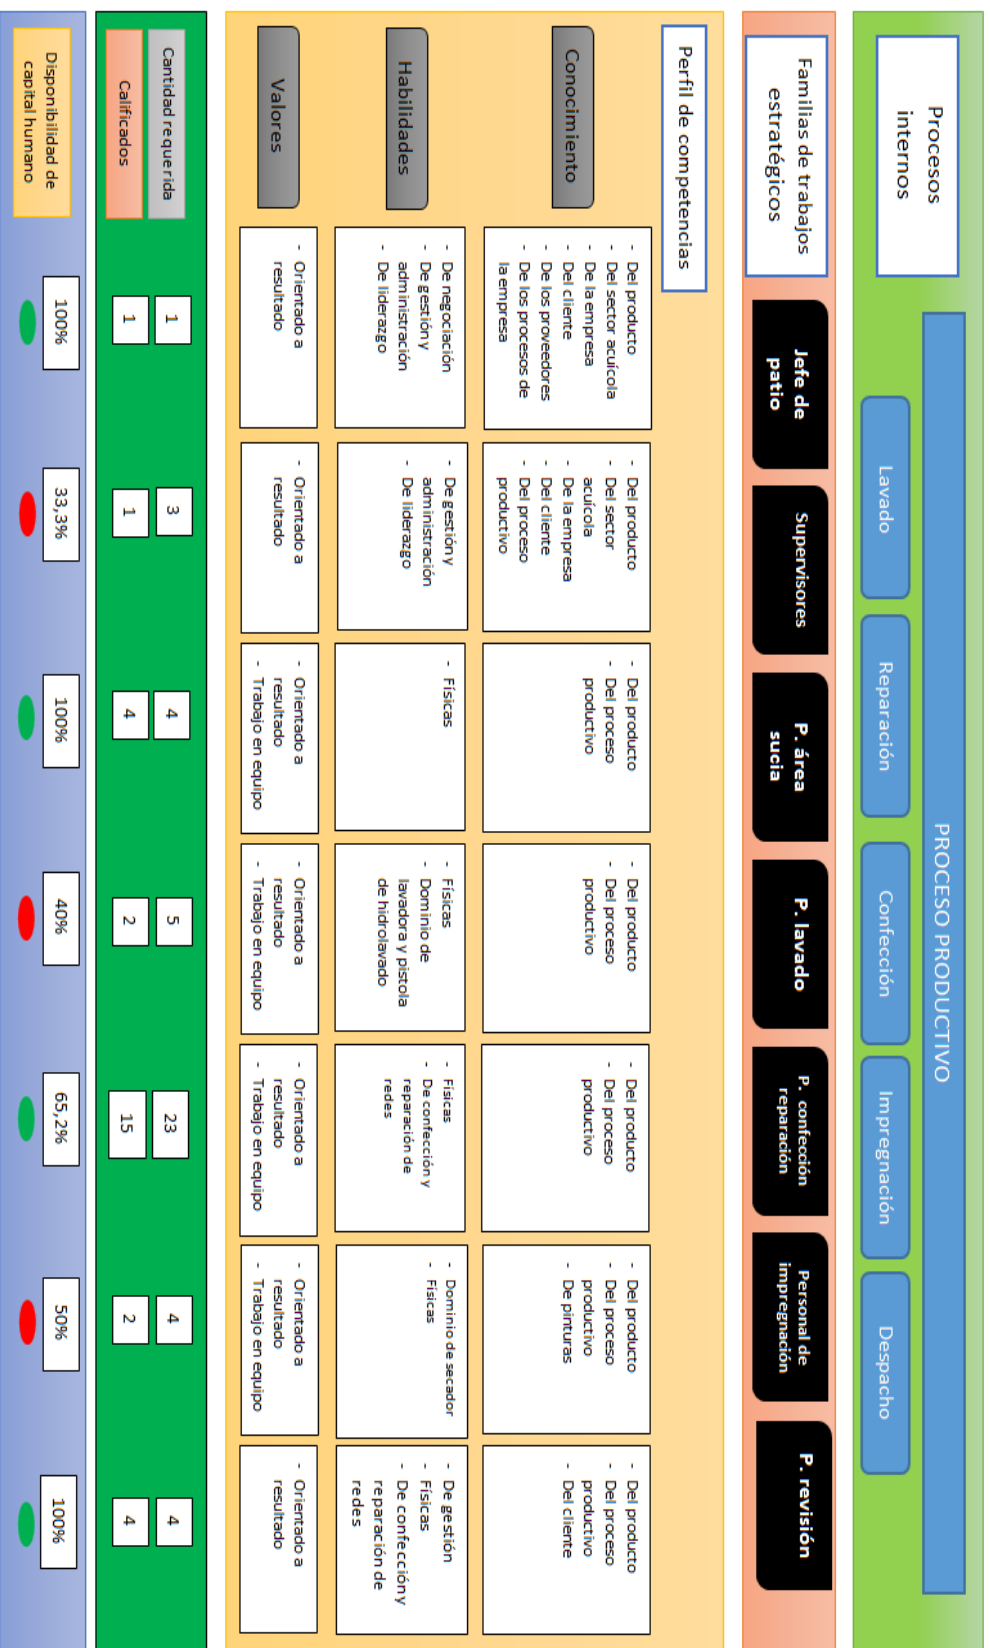 Procesos
internos
PROCESO PRODUCTIVO
Lavado
Reparación
Confección
Impregnación
Despacho
Familias de trabajos
estratégicos
Jefe de
patio
Supervisores
P. área
sucia
P. lavado
P. confección
reparación
Personal de
impregnación
P. revisión
Perfil de competencias
Conocimiento
- Del producto
- Del sector acuícola
- De la empresa
- Del cliente
- De los proveedores
- De los procesos de
la empresa
- Del producto
- Del sector
acuícola
- De la empresa
- Del cliente
- Del proceso
productivo
- Del producto
- Del proceso
productivo
- Del producto
- Del proceso
productivo
- Del producto
- Del proceso
productivo
- Del producto
- Del proceso
productivo
- De pinturas
- Del producto
- Del proceso
productivo
- Del cliente
Habilidades
- De negociación
- De gestión y
administración
- De liderazgo
- De gestión y
administración
- De liderazgo
- Físicas
- Físicas
- Dominio de
lavadora y pistola
de hidrolavado
- Físicas
- De confección y
reparación de
redes
- Dominio de secador
- Físicas
- De gestión
- Físicas
- De confección y
reparación de
redes
Valores
- Orientado a
resultado
- Orientado a
resultado
- Orientado a
resultado
- Trabajo en equipo
- Orientado a
resultado
- Trabajo en equipo
- Orientado a
resultado
- Trabajo en equipo
- Orientado a
resultado
- Trabajo en equipo
- Orientado a
resultado
Cantidad requerida
1
3
4
5
23
4
4
Calificados
1
1
4
2
15
2
4
Disponibilidad de
capital humano
100%
33,3%
100%
40%
65,2%
50%
100%